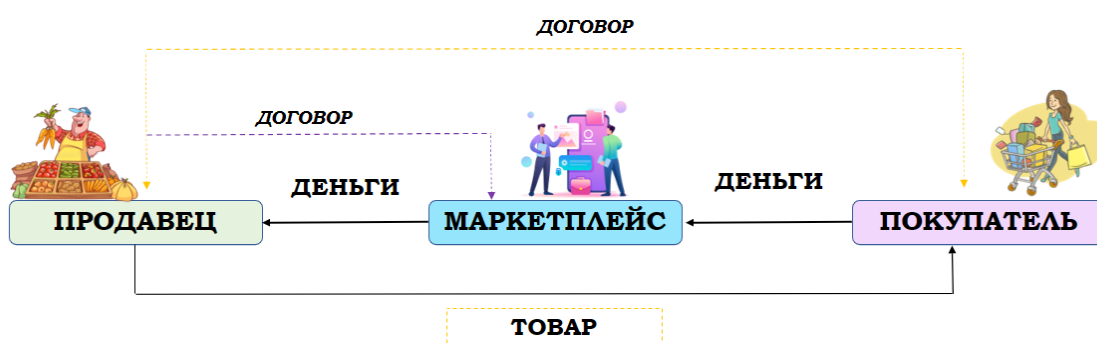 ДОГОВОР
ДОГОВОР
ДЕНЬГИ
ДЕНЬГИ
ПРОДАВЕЦ
МАРКЕТПЛЕЙС
ПОКУПАТЕЛЬ
ТОВАР